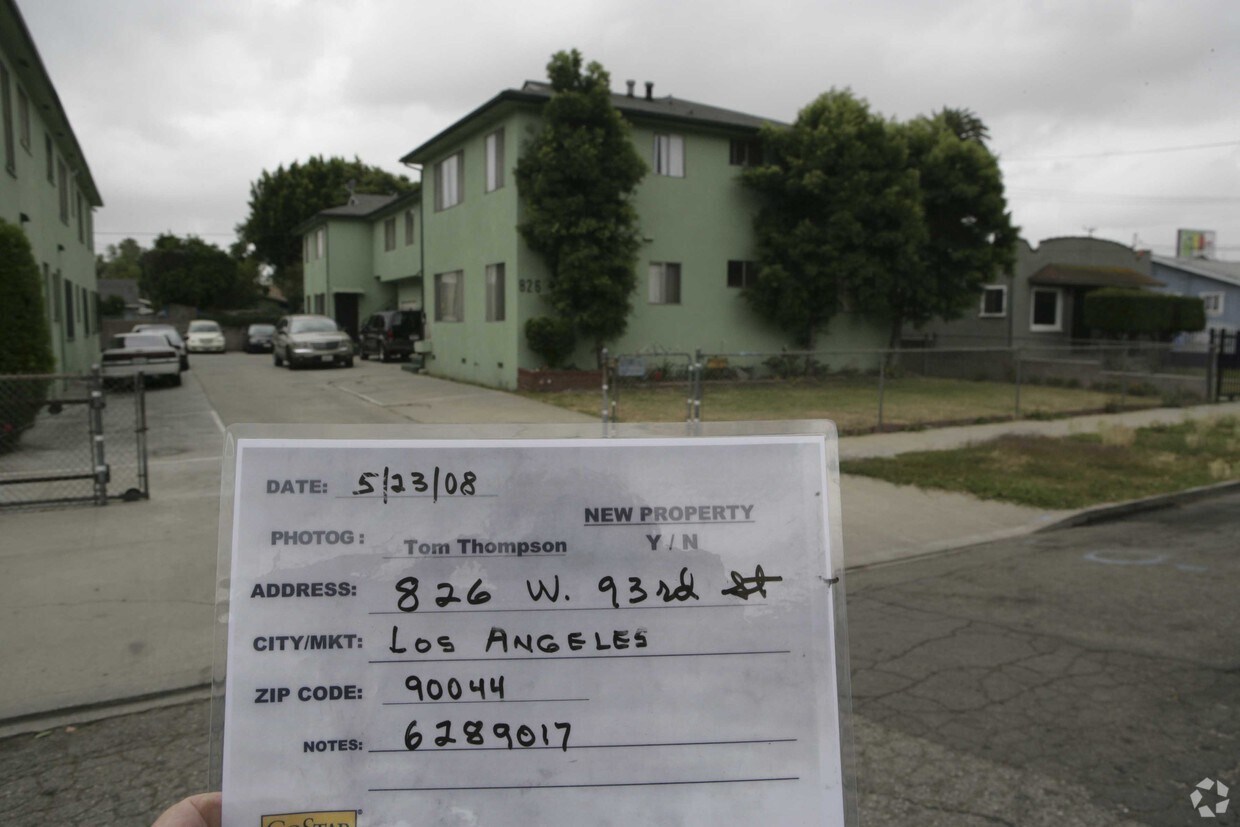 826
DATE: 5/23/08
NEW PROPERTY
PHOTOG: Tom Thompson Y / N
ADDRESS: 826 W. 93rd St
CITY/MKT: Los ANGELES
ZIP CODE: 90044
NOTES: 6289017
COSTAR